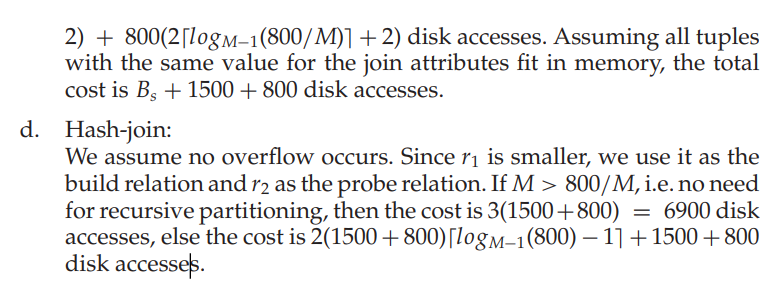 2) + 800(2⌈log_{M−1}(800/M)⌉ + 2) disk accesses. Assuming all tuples
with the same value for the join attributes fit in memory, the total
cost is B_s + 1500 + 800 disk accesses.
d. Hash-join:
We assume no overflow occurs. Since r_1 is smaller, we use it as the
build relation and r_2 as the probe relation. If M > 800/M, i.e. no need
for recursive partitioning, then the cost is 3(1500+800) = 6900 disk
accesses, else the cost is 2(1500 + 800)⌈log_{M−1}(800) − 1⌉ + 1500 + 800
disk accesses.